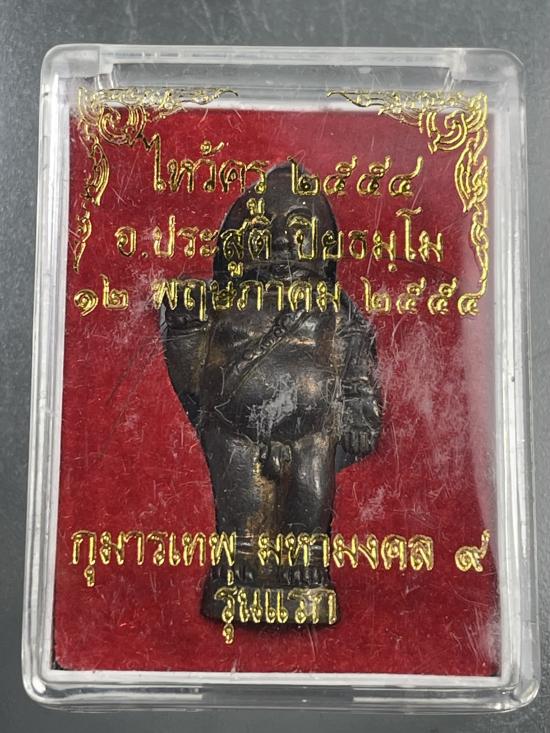 ไหว้ครู ๒๕๕๔
อ.ประสูติ ปิยธมฺโม
๑๒ พฤษภาคม ๒๕๕๔
กุมารเทพ มหามงคล ๙
รุ่นแรก